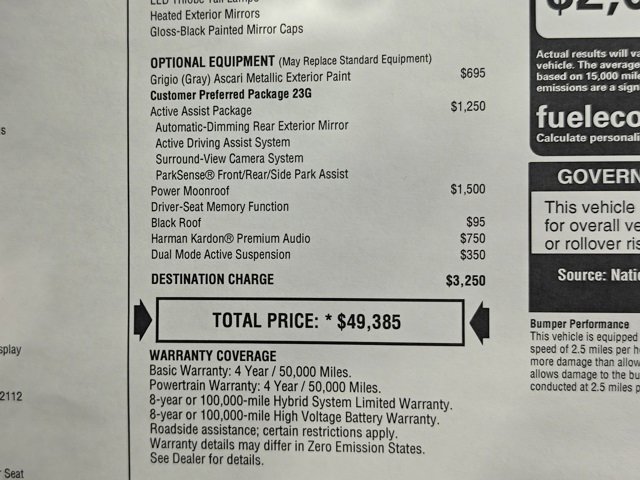 Heated Exterior Mirrors
Gloss-Black Painted Mirror Caps
OPTIONAL EQUIPMENT (May Replace Standard Equipment)
Grigio (Gray) Ascari Metallic Exterior Paint $695
Customer Preferred Package 23G
Active Assist Package $1,250
Automatic-Dimming Rear Exterior Mirror
Active Driving Assist System
Surround-View Camera System
ParkSense® Front/Rear/Side Park Assist
Power Moonroof $1,500
Driver-Seat Memory Function
Black Roof $95
Harman Kardon® Premium Audio $750
Dual Mode Active Suspension $350
DESTINATION CHARGE $3,250
TOTAL PRICE: * $49,385
WARRANTY COVERAGE
Basic Warranty: 4 Year / 50,000 Miles.
Powertrain Warranty: 4 Year / 50,000 Miles.
8-year or 100,000-mile Hybrid System Limited Warranty.
8-year or 100,000-mile High Voltage Battery Warranty.
Roadside assistance; certain restrictions apply.
Warranty details may differ in Zero Emission States.
See Dealer for details.
splay
2112
Seat
Actual results will va
vehicle. The average
based on 15,000 mile
emissions are a sign
fueleco
Calculate personali
GOVERN
This vehicle
for overall ve
or rollover ris
Source: Natio
Bumper Performance
This vehicle is equipped
speed of 2.5 miles per h
more damage than allow
allows damage to the bu
conducted at 2.5 miles p